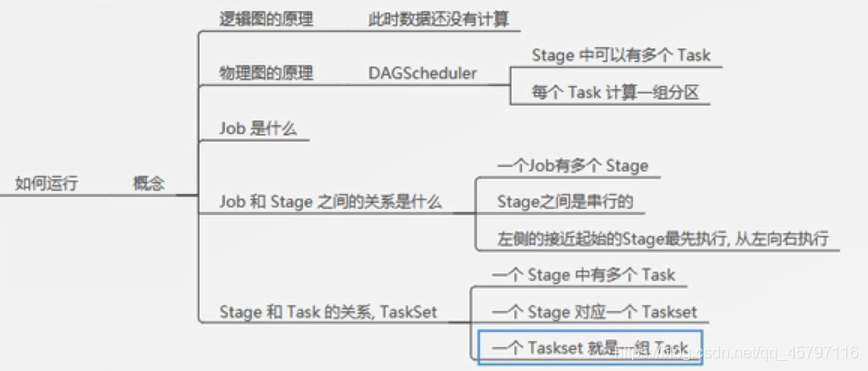 逻辑图的原理
此时数据还没有计算
物理图的原理
DAGScheduler
Stage 中可以有多个 Task
每个 Task 计算一组分区
Job 是什么
如何运行
概念
Job 和 Stage 之间的关系是什么
一个Job有多个 Stage
Stage之间是串行的
左侧的接近起始的Stage最先执行, 从左向右执行
Stage 和 Task 的关系, TaskSet
一个 Stage 中有多个 Task
一个 Stage 对应一个 Taskset
一个 Taskset 就是一组 Task
https://blog.csdn.net/qq_45797116